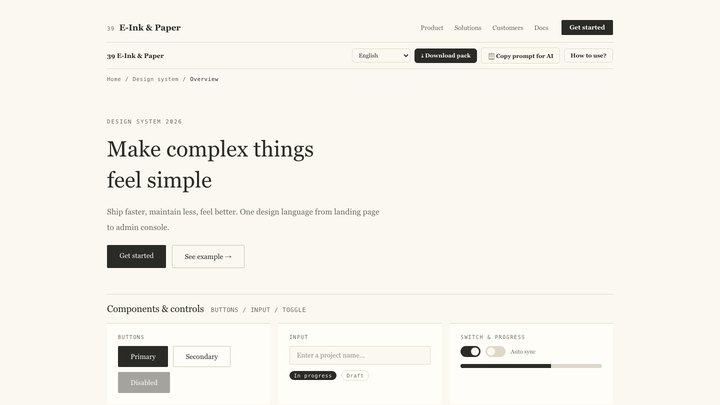 39 E-Ink & Paper
Product Solutions Customers Docs Get started
39 E-Ink & Paper
English ↓ Download pack 📋 Copy prompt for AI How to use?
Home / Design system / Overview
DESIGN SYSTEM 2026
Make complex things
feel simple
Ship faster, maintain less, feel better. One design language from landing page
to admin console.
Get started See example →
Components & controls BUTTONS / INPUT / TOGGLE
BUTTONS
Primary Secondary
Disabled
INPUT
Enter a project name...
In progress Draft
SWITCH & PROGRESS
Auto sync